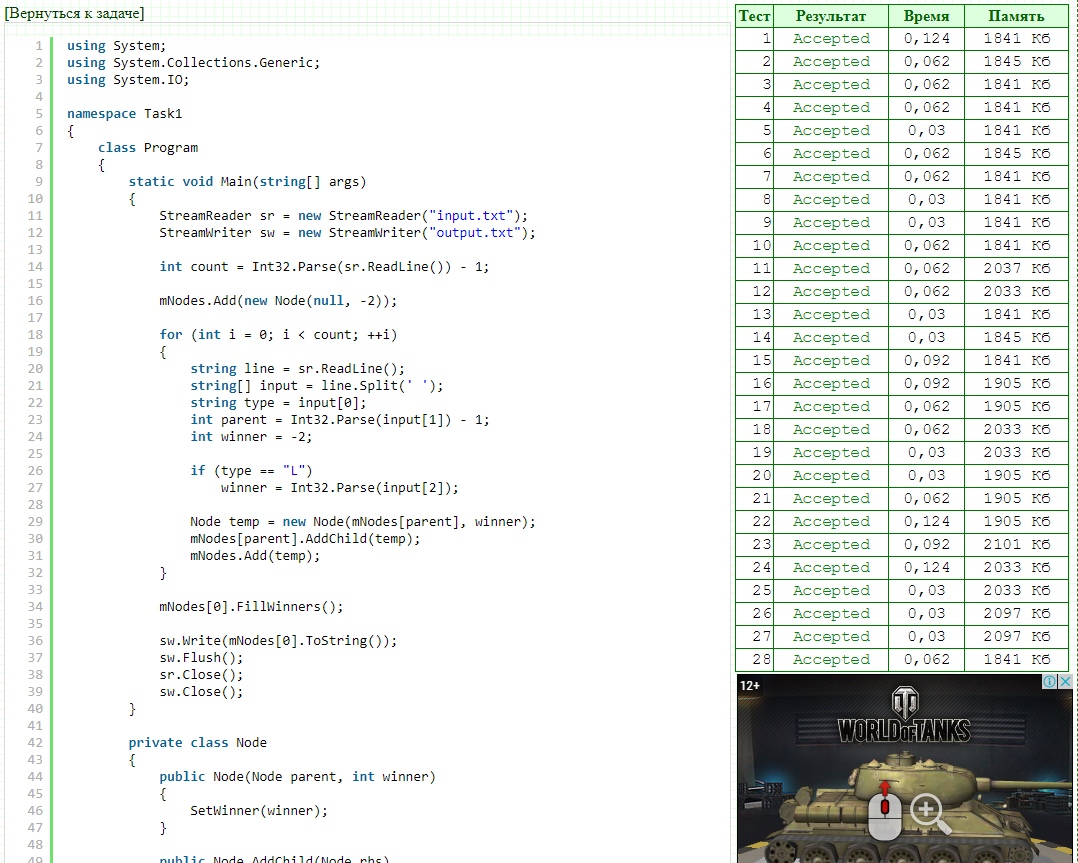 [Вернуться к задаче]
1 using System;
2 using System.Collections.Generic;
3 using System.IO;
4
5 namespace Task1
6 {
7 class Program
8 {
9 static void Main(string[] args)
10 {
11 StreamReader sr = new StreamReader("input.txt");
12 StreamWriter sw = new StreamWriter("output.txt");
13
14 int count = Int32.Parse(sr.ReadLine()) - 1;
15
16 mNodes.Add(new Node(null, -2));
17
18 for (int i = 0; i < count; ++i)
19 {
20 string line = sr.ReadLine();
21 string[] input = line.Split(' ');
22 string type = input[0];
23 int parent = Int32.Parse(input[1]) - 1;
24 int winner = -2;
25
26 if (type == "L")
27 winner = Int32.Parse(input[2]);
28
29 Node temp = new Node(mNodes[parent], winner);
30 mNodes[parent].AddChild(temp);
31 mNodes.Add(temp);
32 }
33
34 mNodes[0].FillWinners();
35
36 sw.Write(mNodes[0].ToString());
37 sw.Flush();
38 sr.Close();
39 sw.Close();
40 }
41
42 private class Node
43 {
44 public Node(Node parent, int winner)
45 {
46 SetWinner(winner);
47 }
48
49 public Node AddChild(Node rhs)
Тест Результат Время Память
1 Accepted 0,124 1841 Кб
2 Accepted 0,062 1845 Кб
3 Accepted 0,062 1841 Кб
4 Accepted 0,062 1841 Кб
5 Accepted 0,03 1841 Кб
6 Accepted 0,062 1845 Кб
7 Accepted 0,062 1841 Кб
8 Accepted 0,03 1841 Кб
9 Accepted 0,03 1841 Кб
10 Accepted 0,062 1841 Кб
11 Accepted 0,062 2037 Кб
12 Accepted 0,062 2033 Кб
13 Accepted 0,03 1841 Кб
14 Accepted 0,03 1845 Кб
15 Accepted 0,092 1841 Кб
16 Accepted 0,092 1905 Кб
17 Accepted 0,062 1905 Кб
18 Accepted 0,062 2033 Кб
19 Accepted 0,03 2033 Кб
20 Accepted 0,03 1905 Кб
21 Accepted 0,062 1905 Кб
22 Accepted 0,124 1905 Кб
23 Accepted 0,092 2101 Кб
24 Accepted 0,124 2033 Кб
25 Accepted 0,03 2033 Кб
26 Accepted 0,03 2097 Кб
27 Accepted 0,03 2097 Кб
28 Accepted 0,062 1841 Кб
12+
WORLD OF TANKS